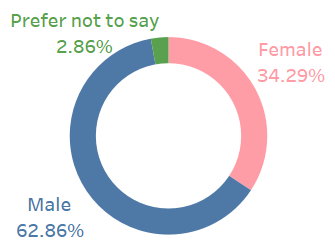 Prefer not to say
2.86%
Female
34.29%
Male
62.86%